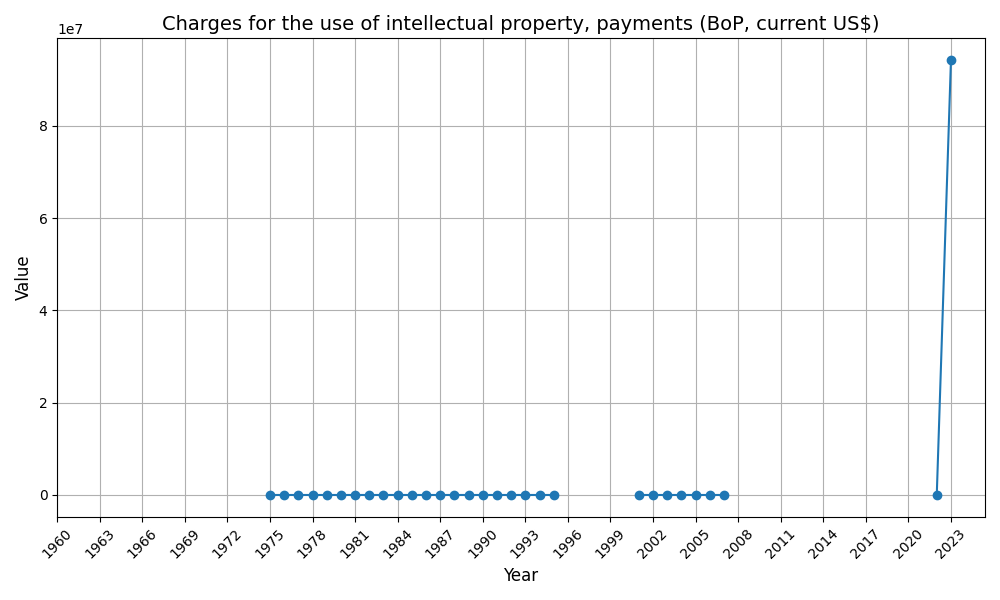 Charges for the use of intellectual property, payments (BoP, current US$)
1e7
8
6
4
2
0
Value
1960 1963 1966 1969 1972 1975 1978 1981 1984 1987 1990 1993 1996 1999 2002 2005 2008 2011 2014 2017 2020 2023
Year